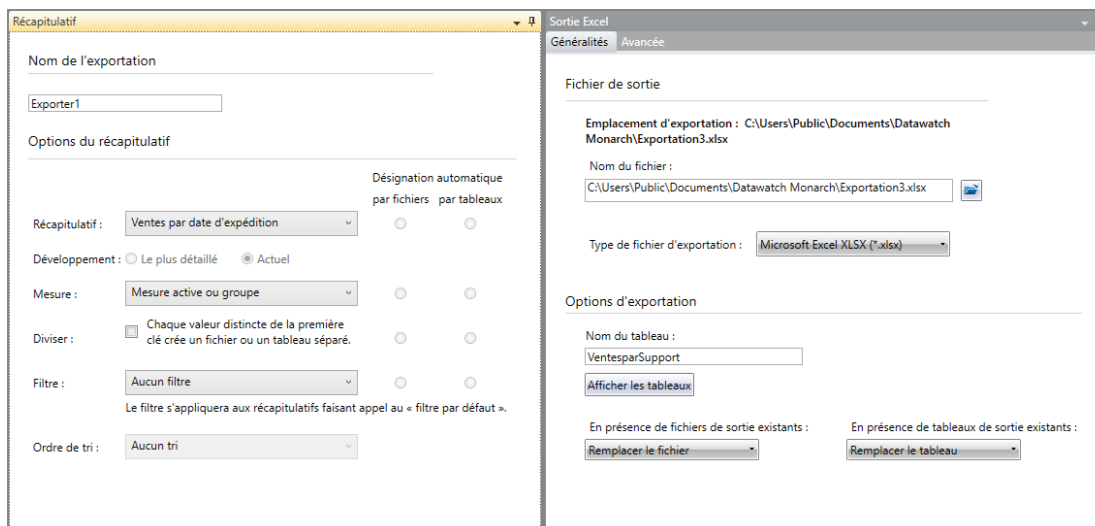 Récapitulatif
Nom de l'exportation
Exporter1
Options du récapitulatif
Désignation automatique
par fichiers par tableaux
Récapitulatif : Ventes par date d'expédition
Développement : Le plus détaillé Actuel
Mesure : Mesure active ou groupe
Diviser : Chaque valeur distincte de la première
clé crée un fichier ou un tableau séparé.
Filtre : Aucun filtre
Le filtre s'appliquera aux récapitulatifs faisant appel au « filtre par défaut ».
Ordre de tri : Aucun tri
Sortie Excel
Généralités Avancée
Fichier de sortie
Emplacement d'exportation : C:\Users\Public\Documents\Datawatch
Monarch\Exportation3.xlsx
Nom du fichier :
C:\Users\Public\Documents\Datawatch Monarch\Exportation3.xlsx
Type de fichier d'exportation : Microsoft Excel XLSX (*.xlsx)
Options d'exportation
Nom du tableau :
VentesparSupport
Afficher les tableaux
En présence de fichiers de sortie existants : En présence de tableaux de sortie existants :
Remplacer le fichier Remplacer le tableau